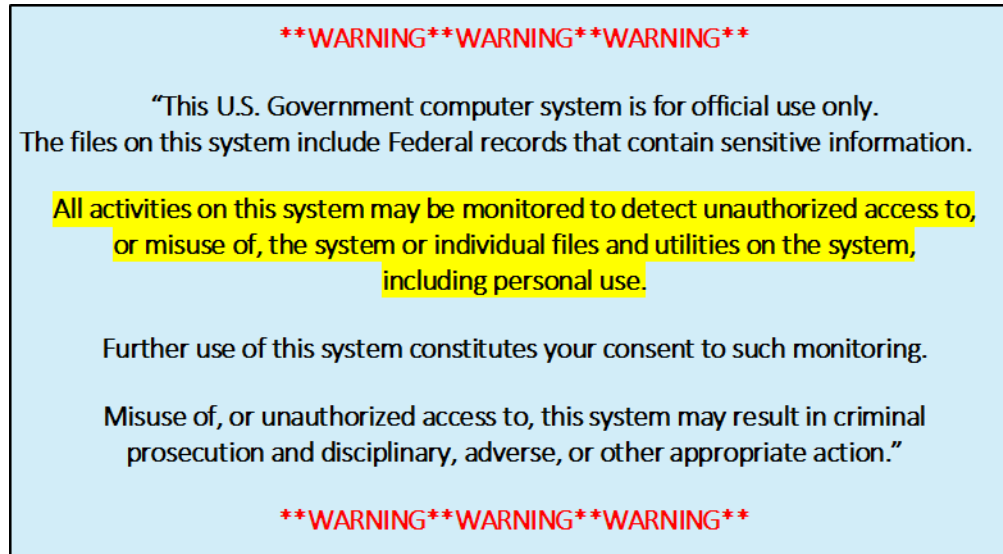 **WARNING**WARNING**WARNING**
“This U.S. Government computer system is for official use only.
The files on this system include Federal records that contain sensitive information.
All activities on this system may be monitored to detect unauthorized access to,
or misuse of, the system or individual files and utilities on the system,
including personal use.
Further use of this system constitutes your consent to such monitoring.
Misuse of, or unauthorized access to, this system may result in criminal
prosecution and disciplinary, adverse, or other appropriate action.”
**WARNING**WARNING**WARNING**